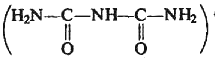 (H₂N—C—NH—C—NH₂)
‖ ‖
O O